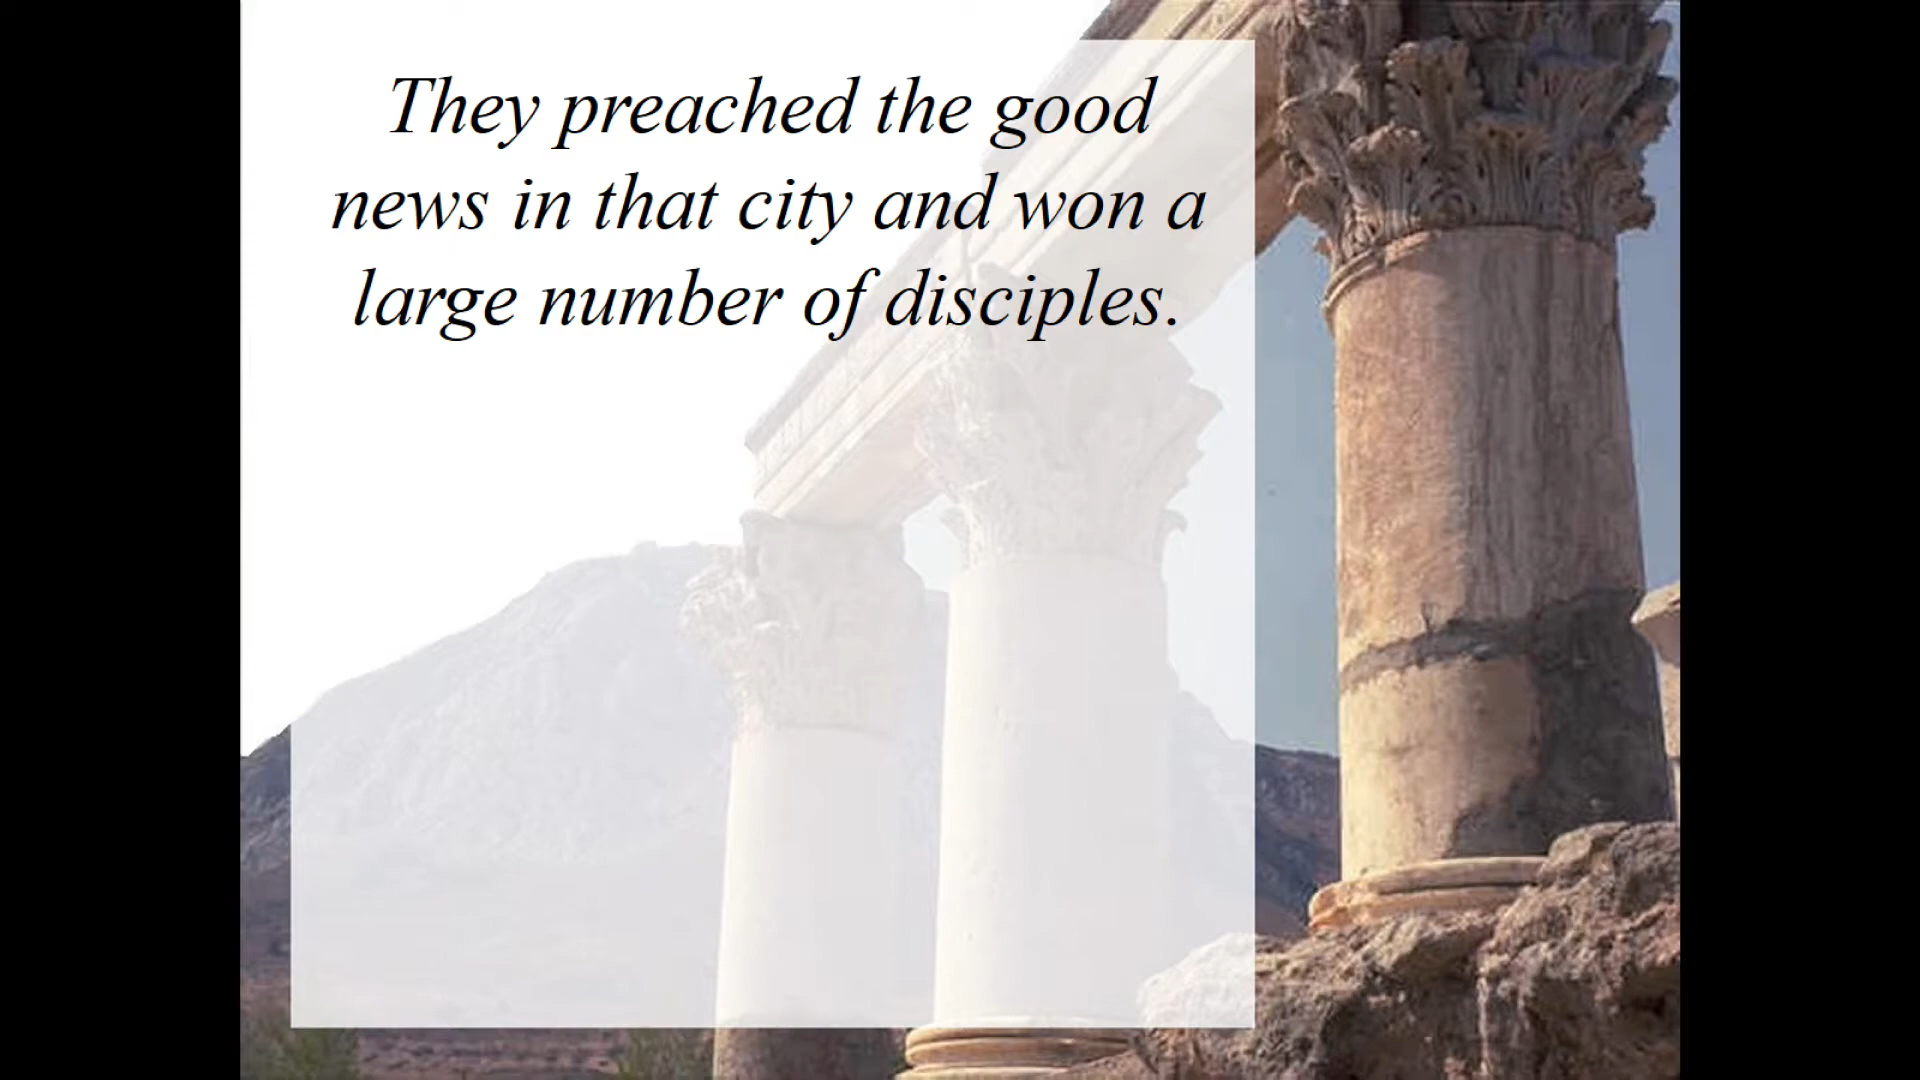 They preached the good
news in that city and won a
large number of disciples.